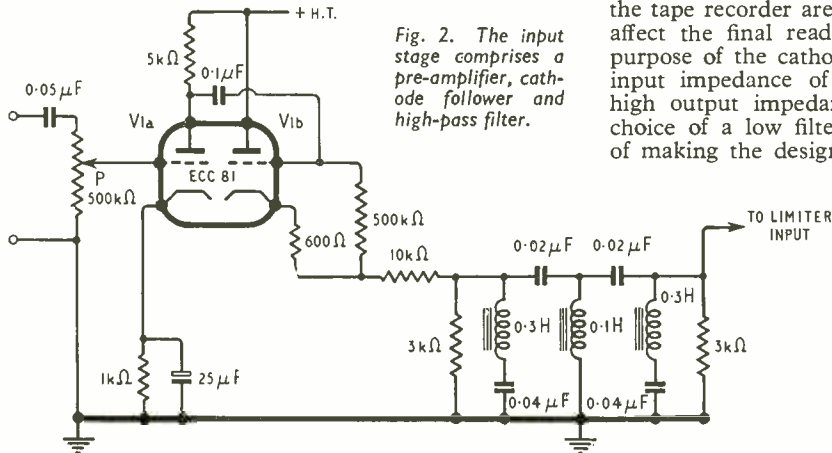 + H.T.
5kΩ
0·1μF
0·05μF
V1a
V1b
P
500kΩ
ECC 81
600Ω
500kΩ
10kΩ
1kΩ
25μF
3kΩ
0·02μF
0·02μF
0·3H
0·1H
0·3H
0·04μF
0·04μF
3kΩ
TO LIMITER
INPUT
Fig. 2. The input
stage comprises a
pre-amplifier, cath-
ode follower and
high-pass filter.
the tape recorder are
affect the final read
purpose of the catho
input impedance of
high output impedan
choice of a low filte
of making the design